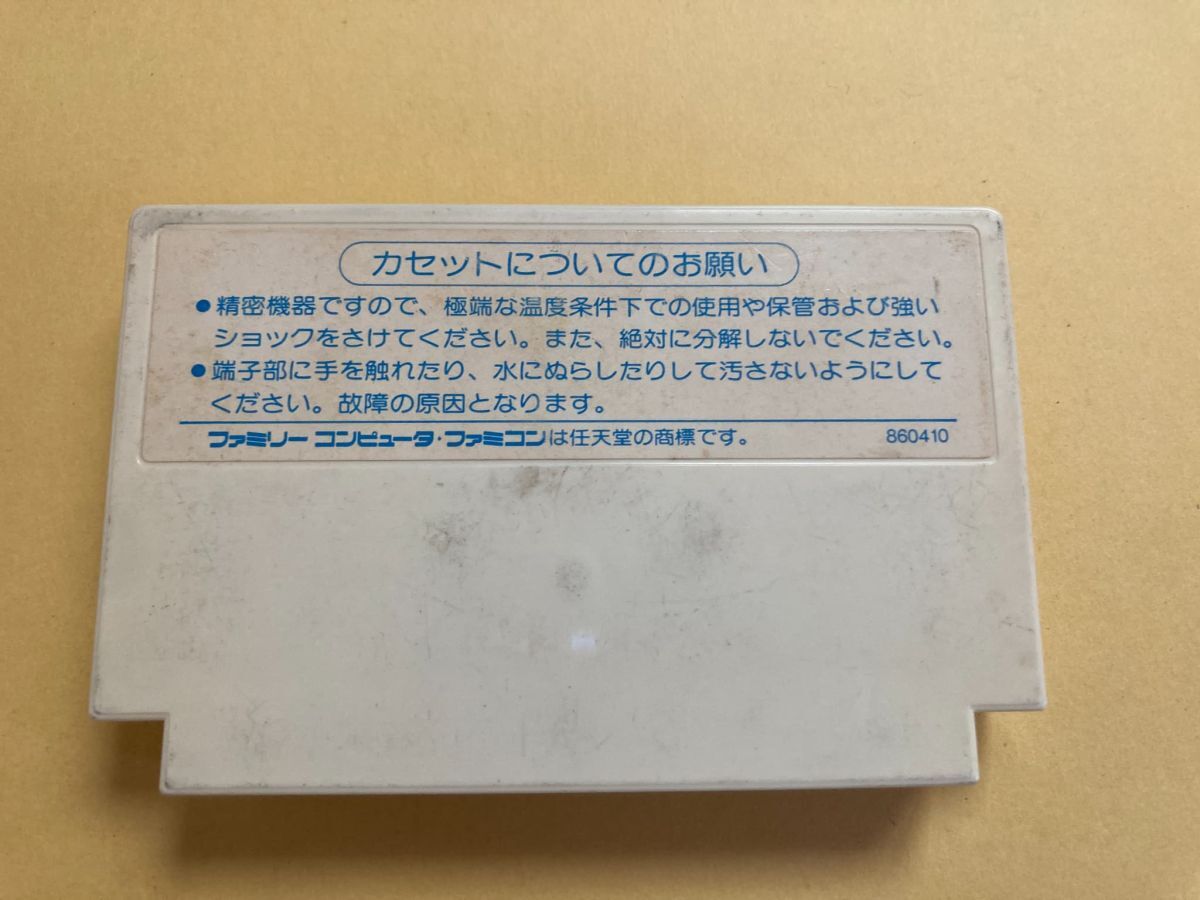 カセットについてのお願い
●精密機器ですので、極端な温度条件下での使用や保管および強い
ショックをさけてください。また、絶対に分解しないでください。
●端子部に手を触れたり、水にぬらしたりして汚さないようにして
ください。故障の原因となります。
ファミリー コンピュータ・ファミコンは任天堂の商標です。 860410